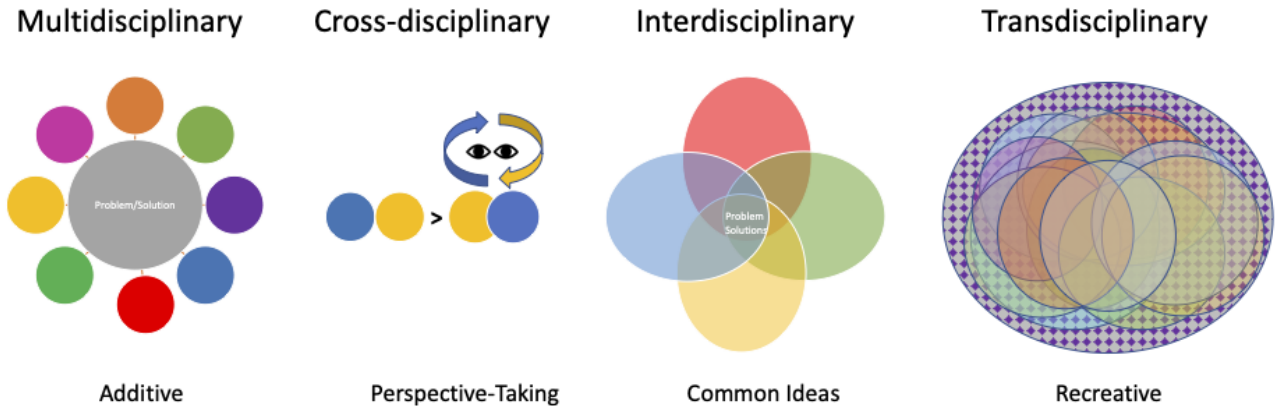 Multidisciplinary
Cross-disciplinary
Interdisciplinary
Transdisciplinary
Problem/Solution
>
Problem
Solutions
Additive
Perspective-Taking
Common Ideas
Recreative